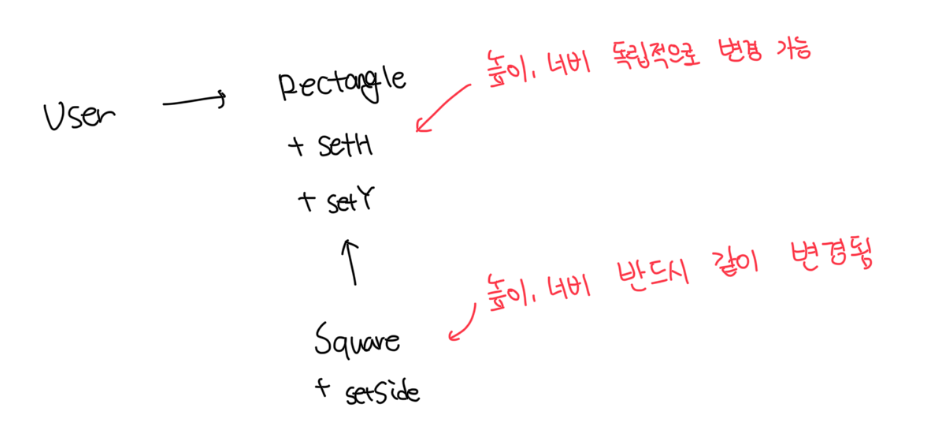 User
Rectangle
+ setH
+ setY
높이, 너비 독립적으로 변경 가능
Square
+ setSide
높이, 너비 반드시 같이 변경됨